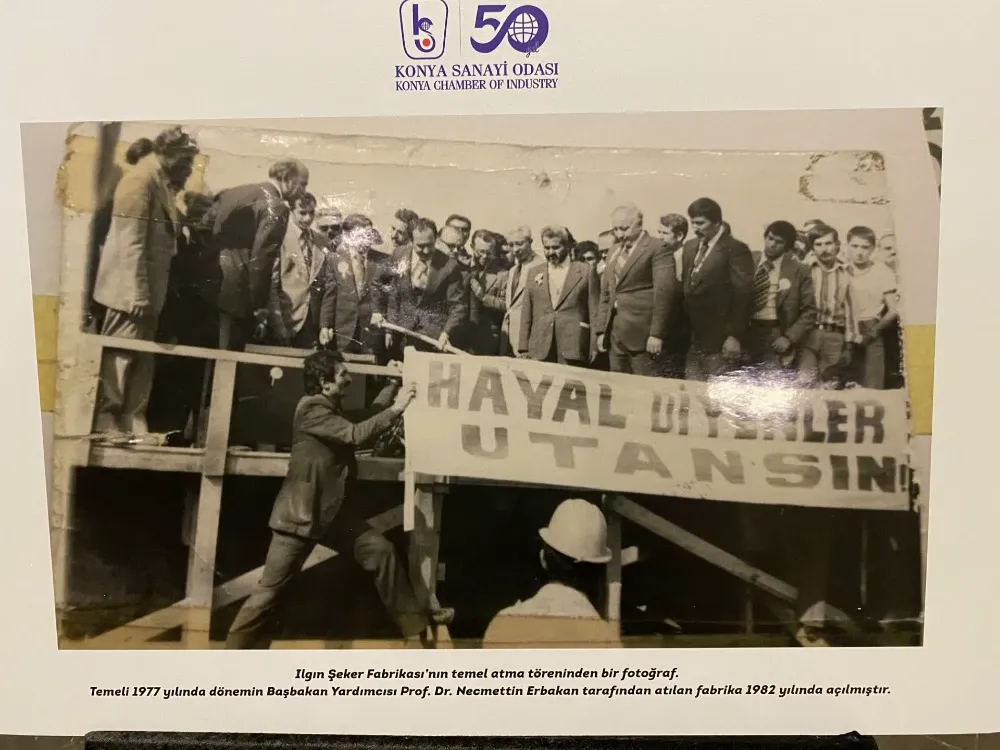 50
yıl
KONYA SANAYİ ODASI
KONYA CHAMBER OF INDUSTRY
HAYAL DİYENLER
UTANSIN!
Ilgın Şeker Fabrikası'nın temel atma töreninden bir fotoğraf.
Temeli 1977 yılında dönemin Başbakan Yardımcısı Prof. Dr. Necmettin Erbakan tarafından atılan fabrika 1982 yılında açılmıştır.